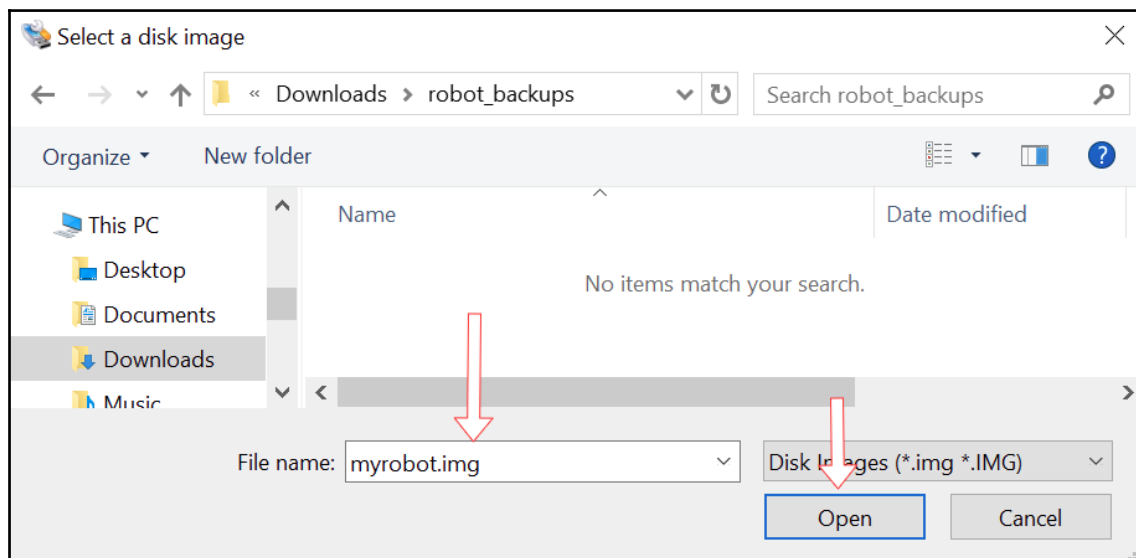 Select a disk image
« Downloads > robot_backups
Search robot_backups
Organize
New folder
?
This PC
Desktop
Documents
Downloads
Music
Name
Date modified
No items match your search.
File name: myrobot.img
Disk Images (*.img *.IMG)
Open
Cancel